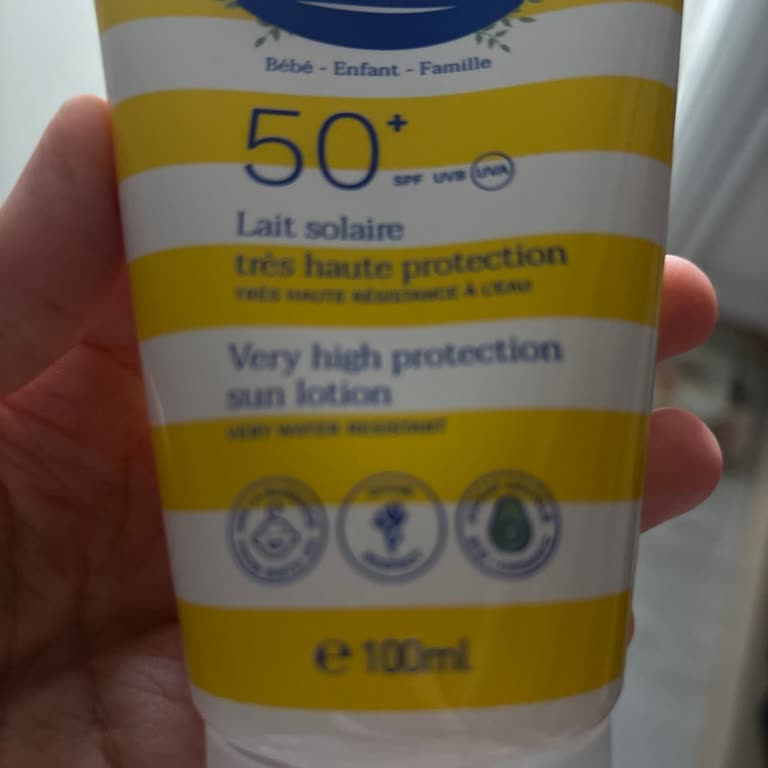 Bébé - Enfant - Famille
50+
SPF UVB UVA
Lait solaire
très haute protection
TRÈS HAUTE RÉSISTANCE À L'EAU
Very high protection
sun lotion
VERY WATER RESISTANT
e 100ml